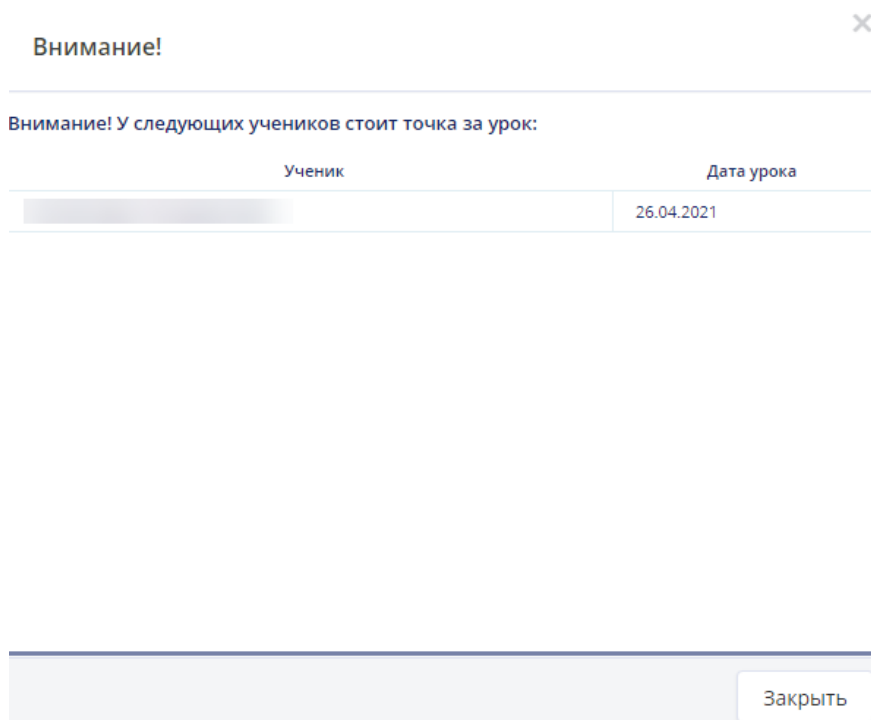 Внимание!
Внимание! У следующих учеников стоит точка за урок:
Ученик Дата урока
26.04.2021
Закрыть